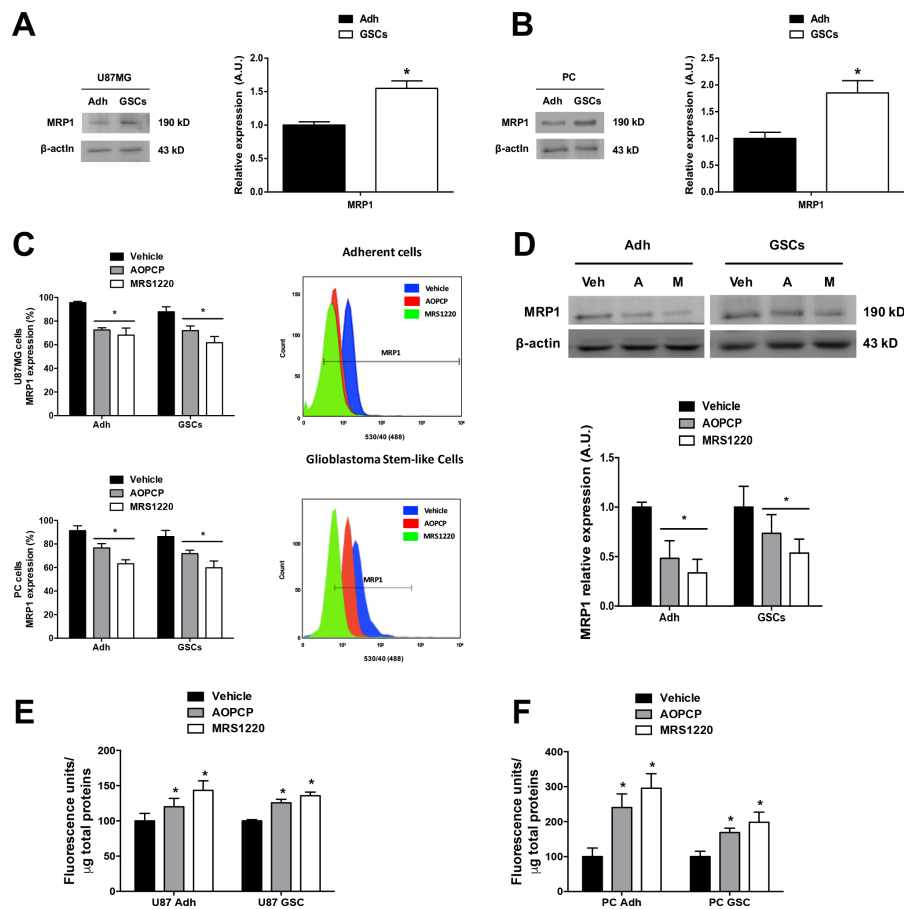 A
Adh
GSCs
U87MG
Adh GSCs
MRP1 190 kD
β-actin 43 kD
Relative expression (A.U.)
2.0
1.5
1.0
0.5
0.0
*
MRP1
B
Adh
GSCs
PC
Adh GSCs
MRP1 190 kD
β-actin 43 kD
Relative expression (A.U.)
2.5
2.0
1.5
1.0
0.5
0.0
*
MRP1
C
Vehicle
AOPCP
MRS1220
U87MG cells
MRP1 expression (%)
100
80
60
40
20
0
* *
Adh GSCs
Adherent cells
Vehicle
AOPCP
MRS1220
Count
150
100
50
0
MRP1
530/40 (488)
Vehicle
AOPCP
MRS1220
PC cells
MRP1 expression (%)
100
80
60
40
20
0
* *
Adh GSCs
Glioblastoma Stem-like Cells
Vehicle
AOPCP
MRS1220
Count
100
50
0
MRP1
530/40 (488)
D
Adh GSCs
Veh A M Veh A M
MRP1 190 kD
β-actin 43 kD
Vehicle
AOPCP
MRS1220
MRP1 relative expression (A.U.)
1.5
1.0
0.5
0.0
* *
Adh GSCs
E
Vehicle
AOPCP
MRS1220
Fluorescence units/
μg total proteins
200
150
100
50
0
* * * *
U87 Adh U87 GSC
F
Vehicle
AOPCP
MRS1220
Fluorescence units/
μg total proteins
400
300
200
100
0
* * * *
PC Adh PC GSC